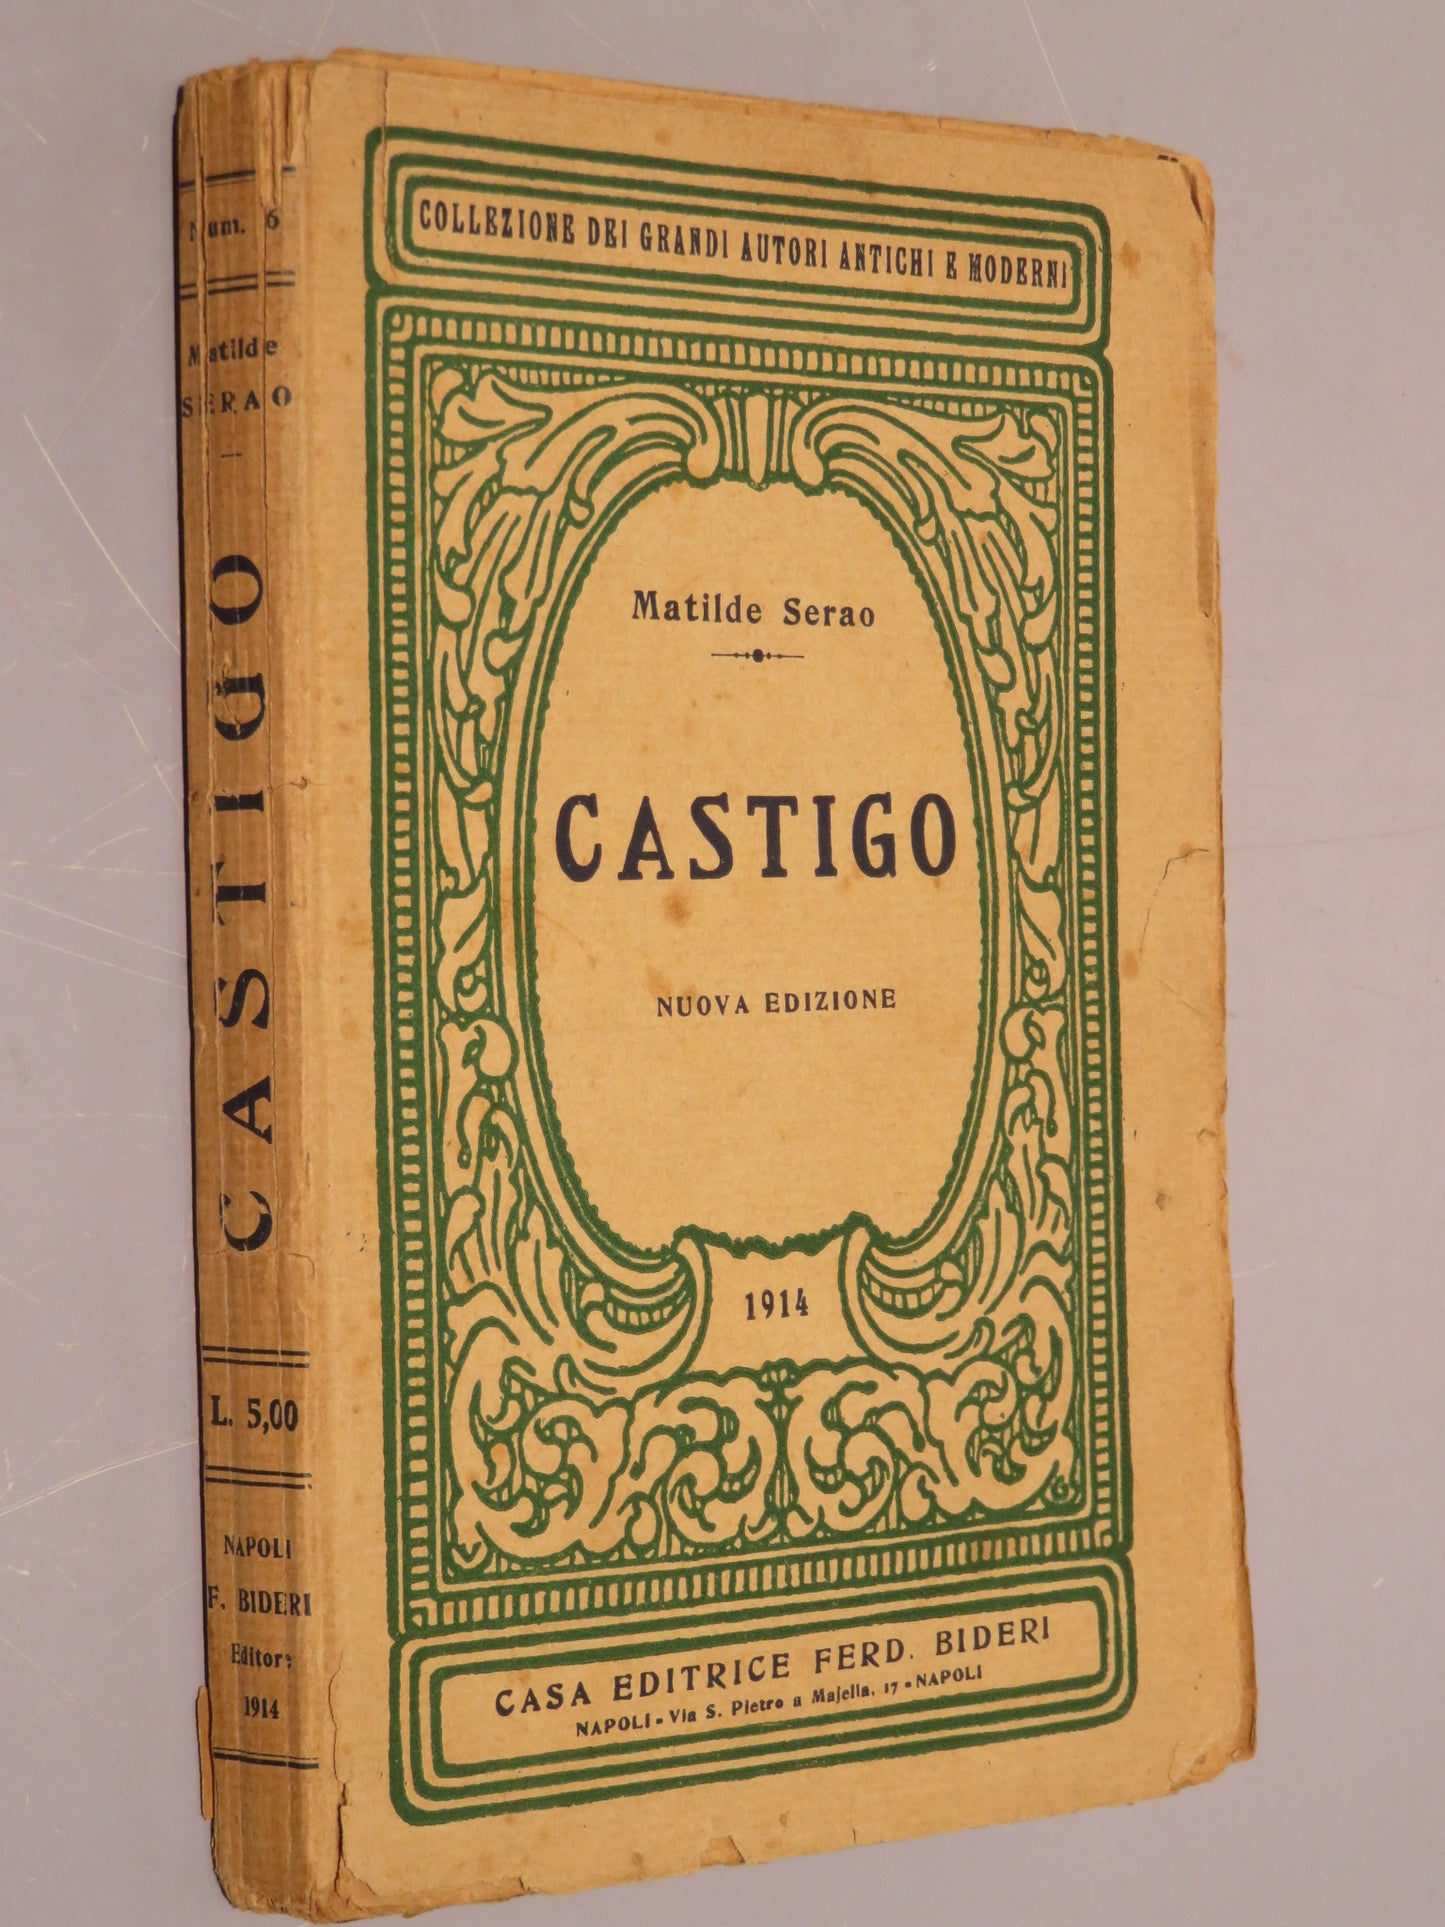 COLLEZIONE DEI GRANDI AUTORI ANTICHI E MODERNI
Matilde Serao
CASTIGO
NUOVA EDIZIONE
1914
CASA EDITRICE FERD. BIDERI
NAPOLI - Via S. Pietro a Majella, 17 - NAPOLI
Num. 6
Matilde
SERAO
CASTIGO
L. 5,00
NAPOLI
F. BIDERI
Editore
1914